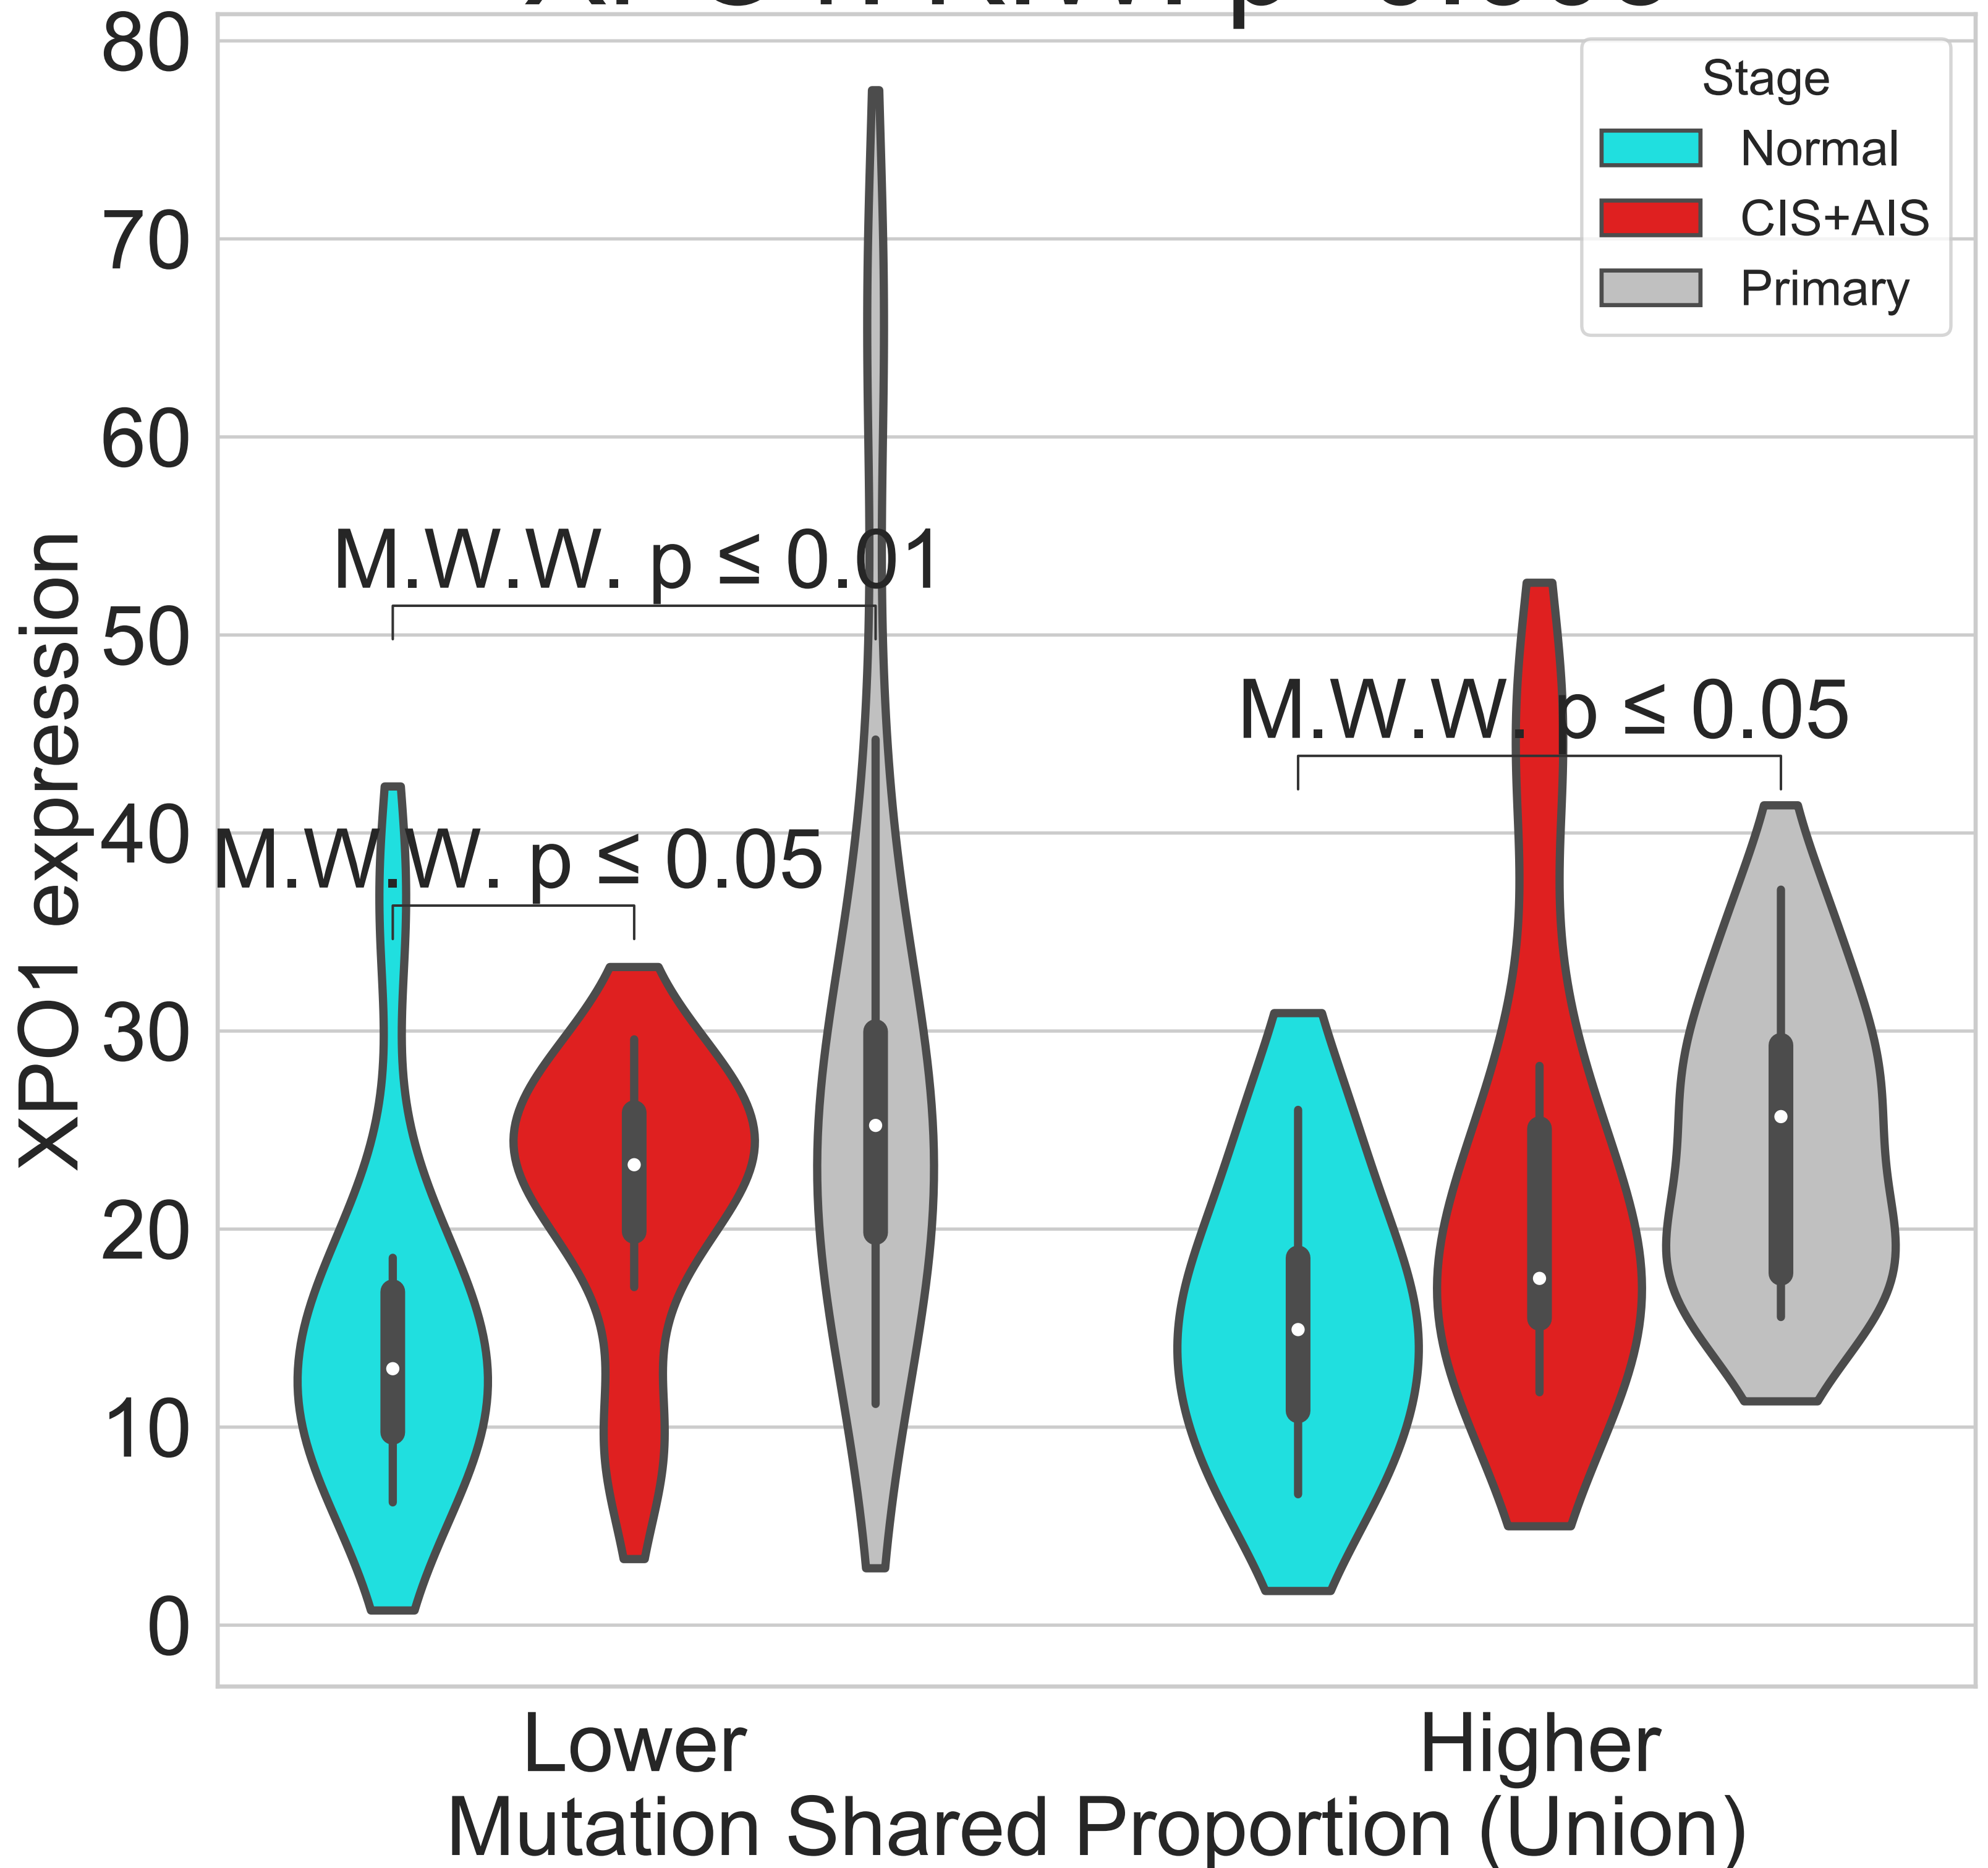 80
70
60
50
40
30
20
10
0
XPO1 expression
Stage
Normal
CIS+AIS
Primary
M.W.W. p ≤ 0.01
M.W.W. p ≤ 0.05
M.W.W. p ≤ 0.05
Lower
Higher
Mutation Shared Proportion (Union)